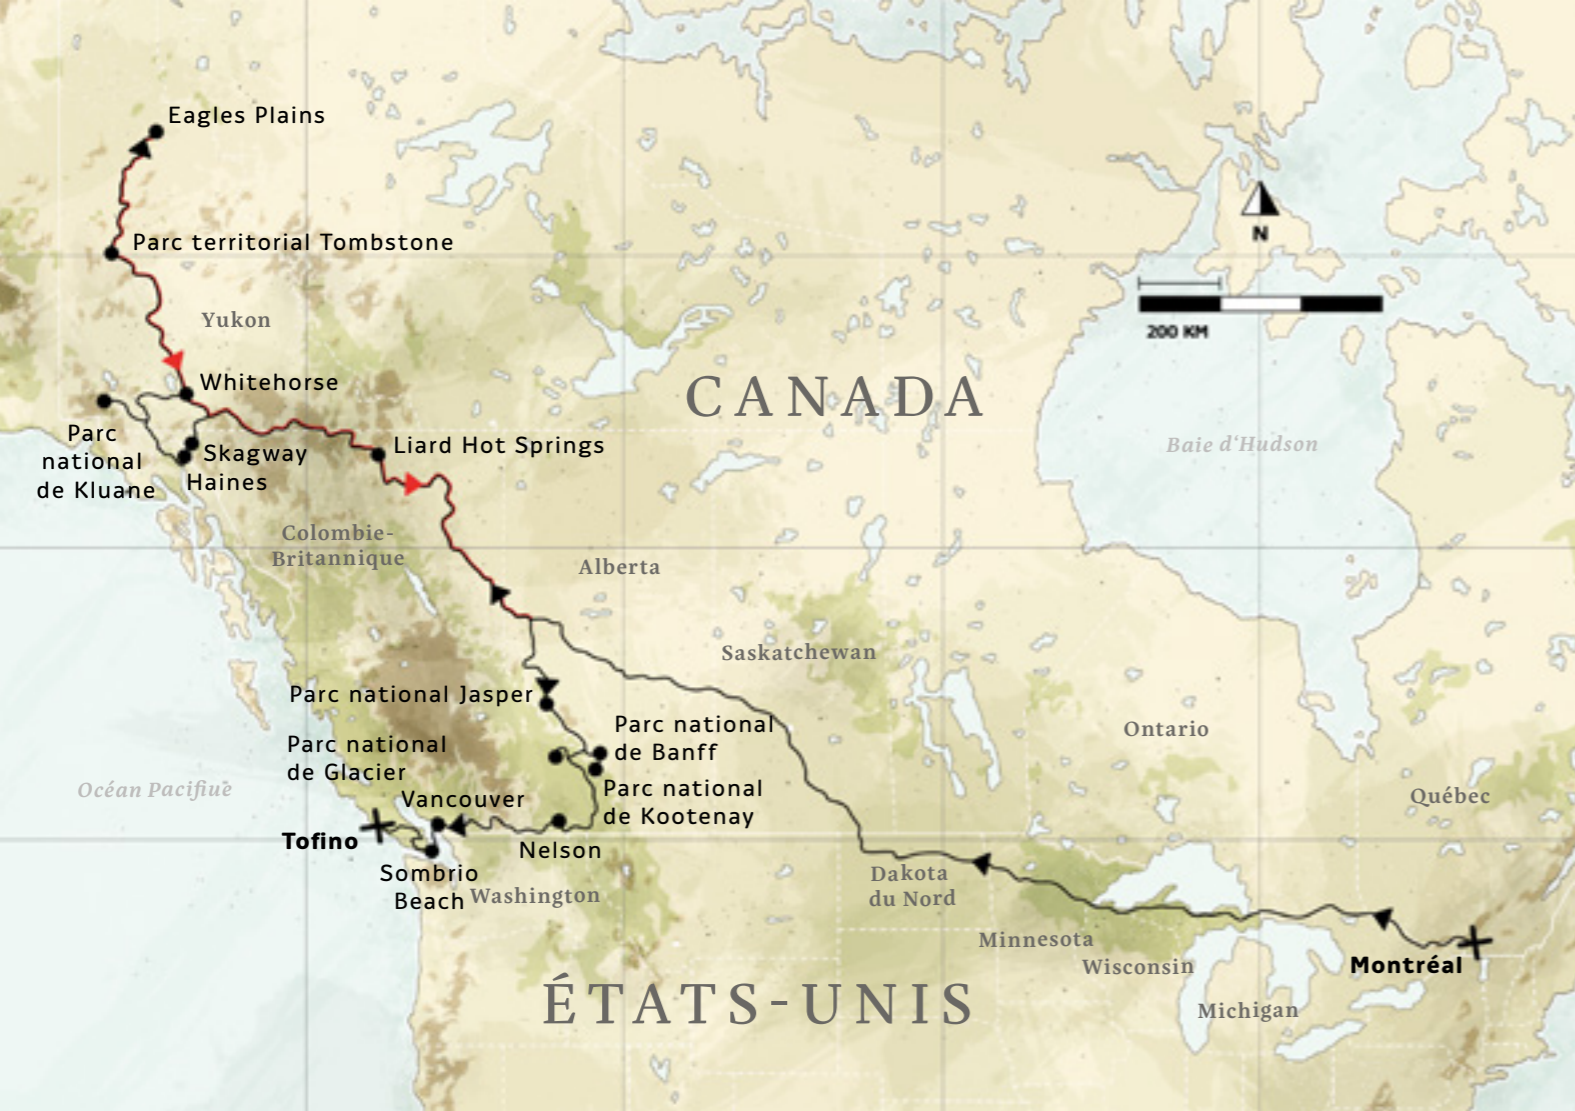 Eagles Plains
Parc territorial Tombstone
Yukon
Whitehorse
Parc
national
de Kluane
Skagway
Haines
Liard Hot Springs
N
200 KM
CANADA
Baie d'Hudson
Colombie-
Britannique
Alberta
Saskatchewan
Ontario
Québec
Parc national Jasper
Parc national
de Banff
Parc national
de Glacier
Parc national
de Kootenay
Océan Pacifiue
Vancouver
Tofino
Nelson
Sombrio
Beach
Washington
Dakota
du Nord
Minnesota
Wisconsin
Michigan
Montréal
ÉTATS-UNIS